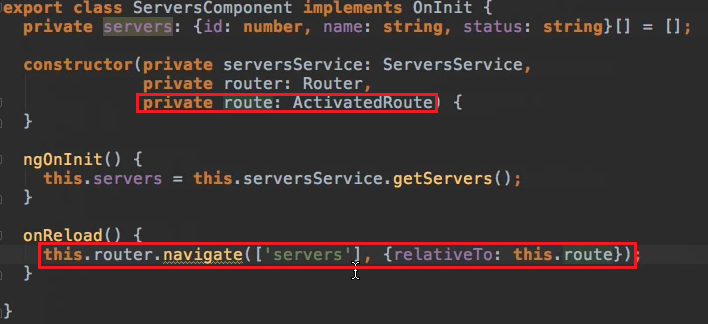 export class ServersComponent implements OnInit {
private servers: {id: number, name: string, status: string}[] = [];
constructor(private serversService: ServersService,
private router: Router,
private route: ActivatedRoute) {
}
ngOnInit() {
this.servers = this.serversService.getServers();
}
onReload() {
this.router.navigate(['servers'], {relativeTo: this.route});
}
}